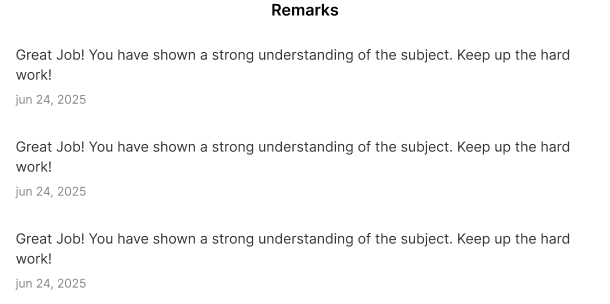 Remarks
Great Job! You have shown a strong understanding of the subject. Keep up the hard
work!
jun 24, 2025
Great Job! You have shown a strong understanding of the subject. Keep up the hard
work!
jun 24, 2025
Great Job! You have shown a strong understanding of the subject. Keep up the hard
work!
jun 24, 2025